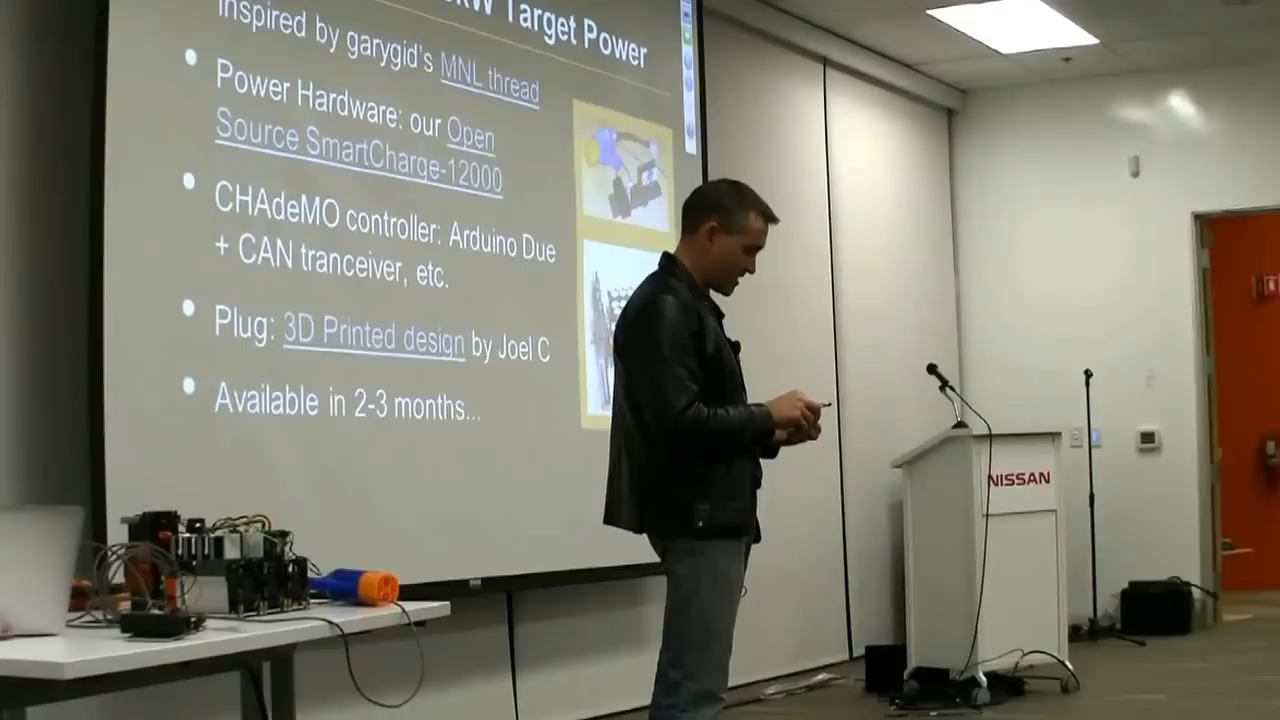 Target Power
Inspired by garygid's MNL thread
Power Hardware: our Open
Source SmartCharge-12000
CHAdeMO controller: Arduino Due
+ CAN tranceiver, etc.
Plug: 3D Printed design by Joel C
Available in 2-3 months...
NISSAN